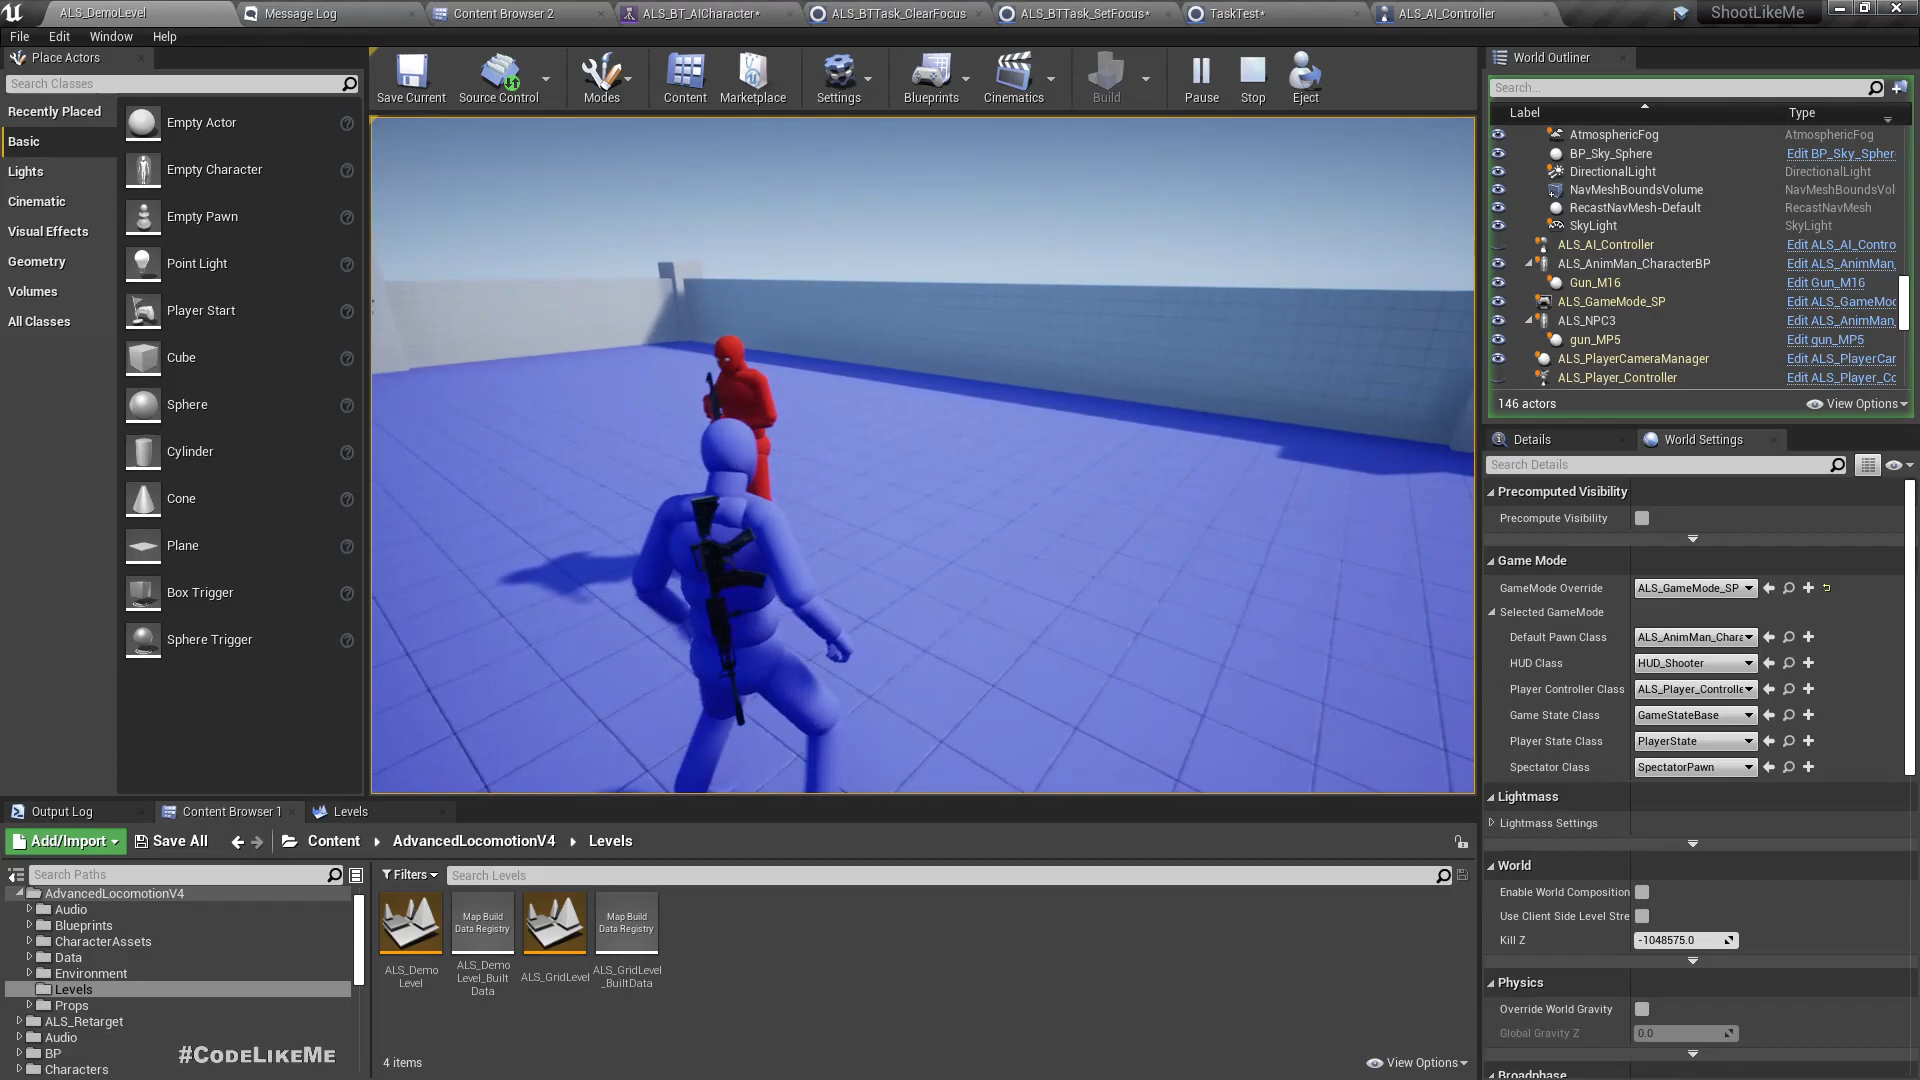 ALS_DemoLevel
Message Log
Content Browser 2
ALS_BT_AICharacter*
ALS_BTTask_ClearFocus
ALS_BTTask_SetFocus*
TaskTest*
ALS_AI_Controller
ShootLikeMe
File
Edit
Window
Help
Place Actors
Search Classes
Recently Placed
Basic
Lights
Cinematic
Visual Effects
Geometry
Volumes
All Classes
Empty Actor
Empty Character
Empty Pawn
Point Light
Player Start
Cube
Sphere
Cylinder
Cone
Plane
Box Trigger
Sphere Trigger
Save Current
Source Control
Modes
Content
Marketplace
Settings
Blueprints
Cinematics
Build
Pause
Stop
Eject
World Outliner
Search...
Label
Type
AtmosphericFog
AtmosphericFog
BP_Sky_Sphere
Edit BP_Sky_Spher
DirectionalLight
DirectionalLight
NavMeshBoundsVolume
NavMeshBoundsVol
RecastNavMesh-Default
RecastNavMesh
SkyLight
SkyLight
ALS_AI_Controller
Edit ALS_AI_Contro
ALS_AnimMan_CharacterBP
Edit ALS_AnimMan_
Gun_M16
Edit Gun_M16
ALS_GameMode_SP
Edit ALS_GameMod
ALS_NPC3
Edit ALS_AnimMan_
gun_MP5
Edit gun_MP5
ALS_PlayerCameraManager
Edit ALS_PlayerCar
ALS_Player_Controller
Edit ALS_Player_Co
146 actors
View Options
Details
World Settings
Search Details
Precomputed Visibility
Precompute Visibility
Game Mode
GameMode Override
ALS_GameMode_SP
Selected GameMode
Default Pawn Class
ALS_AnimMan_Chara
HUD Class
HUD_Shooter
Player Controller Class
ALS_Player_Controlle
Game State Class
GameStateBase
Player State Class
PlayerState
Spectator Class
SpectatorPawn
Lightmass
Lightmass Settings
World
Enable World Composition
Use Client Side Level Stre
Kill Z
-1048575.0
Physics
Override World Gravity
Global Gravity Z
0.0
Broadphase
Output Log
Content Browser 1
Levels
Add/Import
Save All
Content
AdvancedLocomotionV4
Levels
Search Paths
Filters
Search Levels
AdvancedLocomotionV4
Audio
Blueprints
CharacterAssets
Data
Environment
Levels
Props
ALS_Retarget
Audio
BP
Characters
Map Build
Data Registry
Map Build
Data Registry
ALS_Demo
Level
ALS_Demo
Level_Built
Data
ALS_GridLevel
ALS_GridLevel
_BuiltData
#CodeLikeMe
4 items
View Options